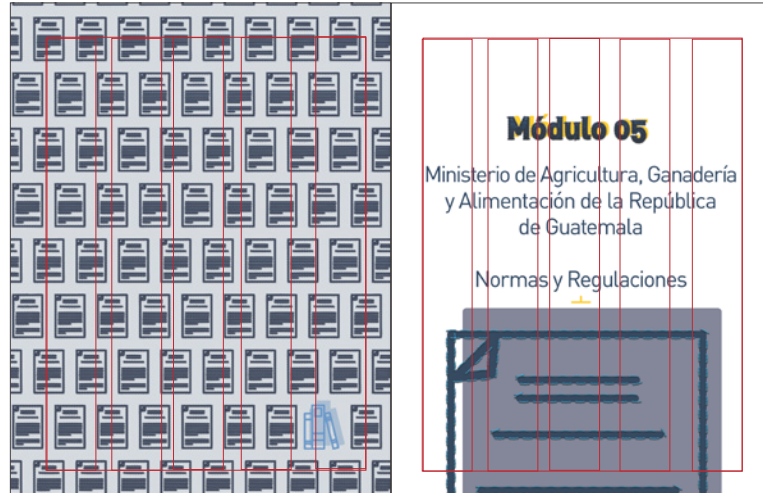 Módulo 05
Ministerio de Agricultura, Ganadería
y Alimentación de la República
de Guatemala
Normas y Regulaciones